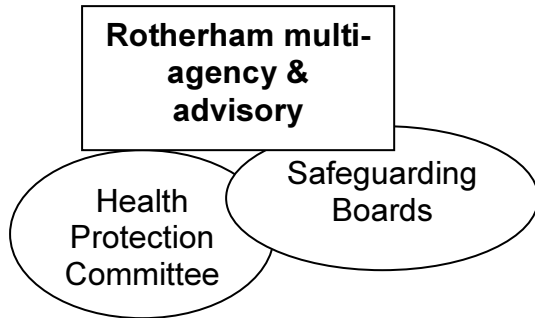 Rotherham multi-
agency &
advisory
Safeguarding
Boards
Health
Protection
Committee